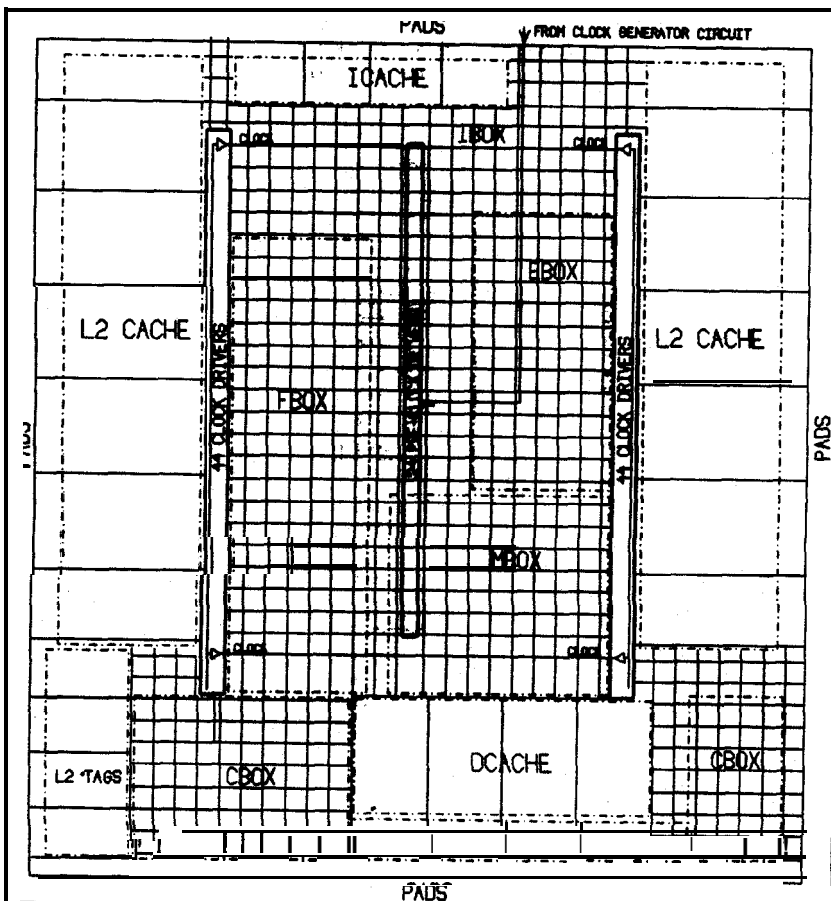 PADS
FROM CLOCK GENERATOR CIRCUIT
ICACHE
CLOCK
IBOX
CLOCK
EBOX
L2 CACHE
44 CLOCK DRIVERS
44 CLOCK DRIVERS
L2 CACHE
FBOX
PADS
PADS
MBOX
CLOCK
CLOCK
L2 TAGS
CBOX
DCACHE
CBOX
PADS